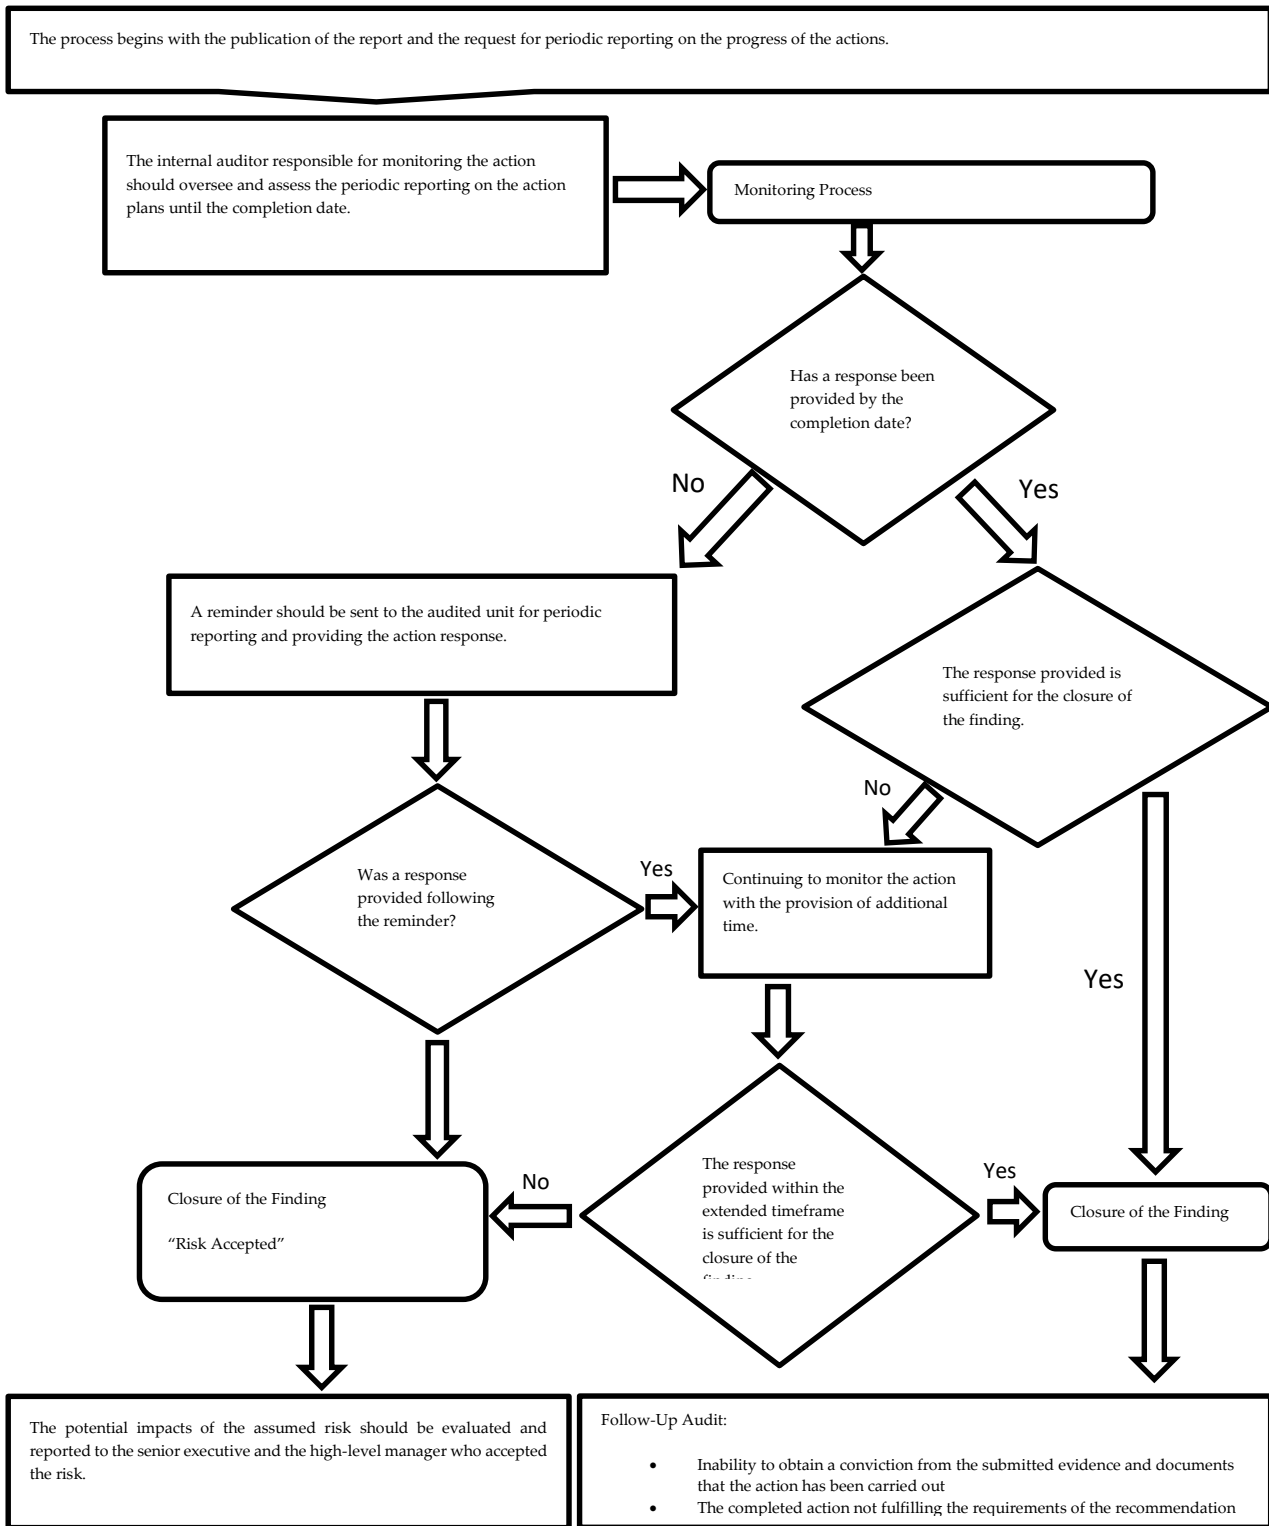 The process begins with the publication of the report and the request for periodic reporting on the progress of the actions.
The internal auditor responsible for monitoring the action
should oversee and assess the periodic reporting on the action
plans until the completion date.
Monitoring Process
Has a response been
provided by the
completion date?
No
Yes
A reminder should be sent to the audited unit for periodic
reporting and providing the action response.
The response provided is
sufficient for the closure of
the finding.
No
Was a response
provided following
the reminder?
Yes
Continuing to monitor the action
with the provision of additional
time.
Yes
The response
provided within the
extended timeframe
is sufficient for the
closure of the
No
Yes
Closure of the Finding
“Risk Accepted”
Closure of the Finding
The potential impacts of the assumed risk should be evaluated and
reported to the senior executive and the high-level manager who accepted
the risk.
Follow-Up Audit:
• Inability to obtain a conviction from the submitted evidence and documents
that the action has been carried out
• The completed action not fulfilling the requirements of the recommendation